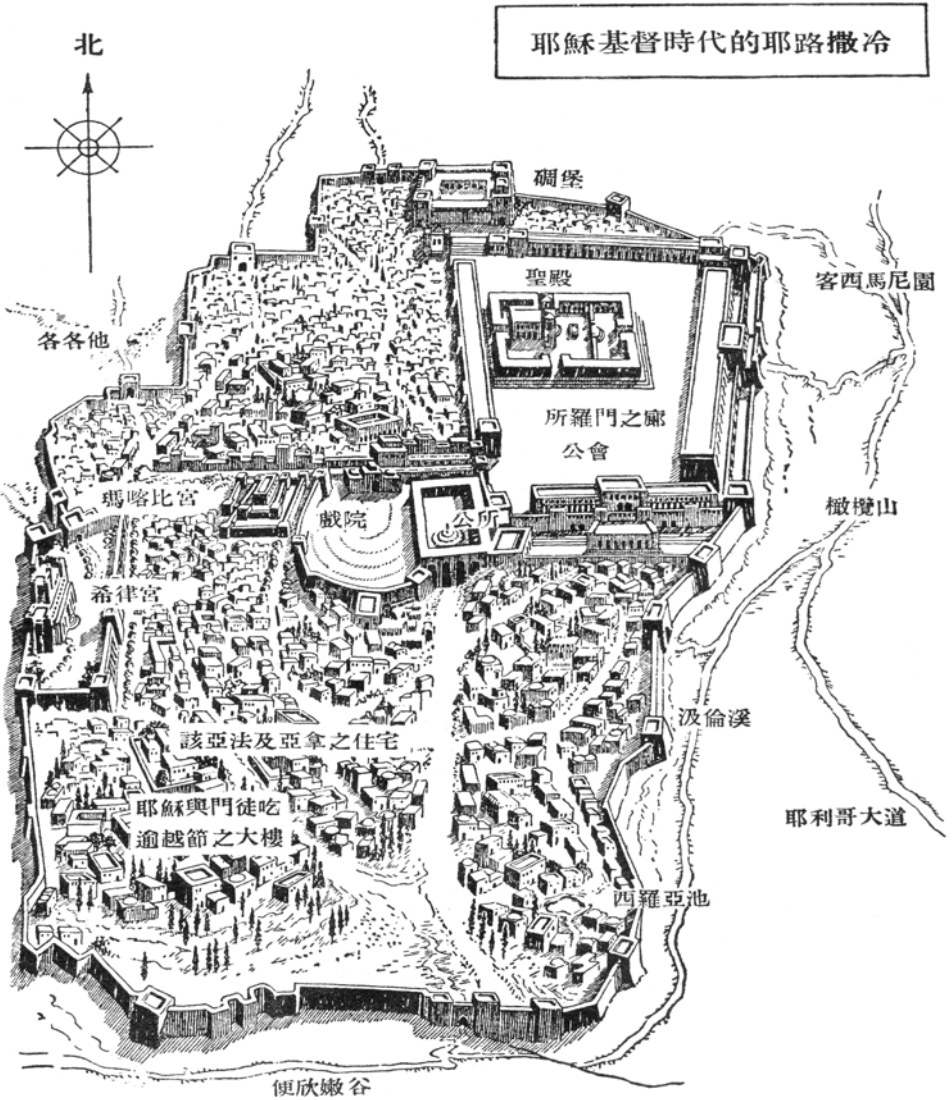 耶穌基督時代的耶路撒冷
北
碉堡
聖殿
客西馬尼園
各各他
所羅門之廊
公會
瑪喀比宮
戲院
公所
橄欖山
希律宮
汲倫溪
該亞法及亞拿之住宅
耶穌與門徒吃
逾越節之大樓
耶利哥大道
西羅亞池
便欣嫩谷